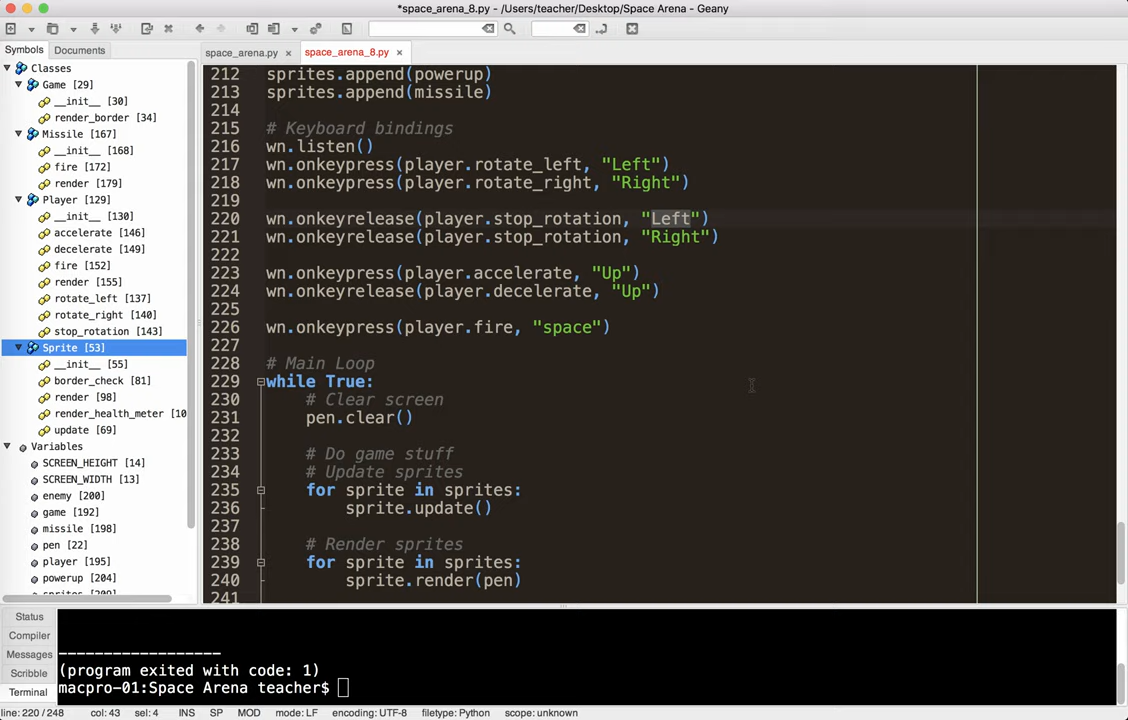 *space_arena_8.py - /Users/teacher/Desktop/Space Arena - Geany
Symbols Documents
space_arena.py × space_arena_8.py ×
Classes
Game [29]
__init__ [30]
render_border [34]
Missile [167]
__init__ [168]
fire [172]
render [179]
Player [129]
__init__ [130]
accelerate [146]
decelerate [149]
fire [152]
render [155]
rotate_left [137]
rotate_right [140]
stop_rotation [143]
Sprite [53]
__init__ [55]
border_check [81]
render [98]
render_health_meter [10
update [69]
Variables
SCREEN_HEIGHT [14]
SCREEN_WIDTH [13]
enemy [200]
game [192]
missile [198]
pen [22]
player [195]
powerup [204]
212 sprites.append(powerup)
213 sprites.append(missile)
214
215 # Keyboard bindings
216 wn.listen()
217 wn.onkeypress(player.rotate_left, "Left")
218 wn.onkeypress(player.rotate_right, "Right")
219
220 wn.onkeyrelease(player.stop_rotation, "Left")
221 wn.onkeyrelease(player.stop_rotation, "Right")
222
223 wn.onkeypress(player.accelerate, "Up")
224 wn.onkeyrelease(player.decelerate, "Up")
225
226 wn.onkeypress(player.fire, "space")
227
228 # Main Loop
229 while True:
230 # Clear screen
231 pen.clear()
232
233 # Do game stuff
234 # Update sprites
235 for sprite in sprites:
236 sprite.update()
237
238 # Render sprites
239 for sprite in sprites:
240 sprite.render(pen)
241
Status
Compiler
Messages
Scribble
Terminal
------------------
(program exited with code: 1)
macpro-01:Space Arena teacher$
line: 220 / 248 col: 43 sel: 4 INS SP MOD mode: LF encoding: UTF-8 filetype: Python scope: unknown